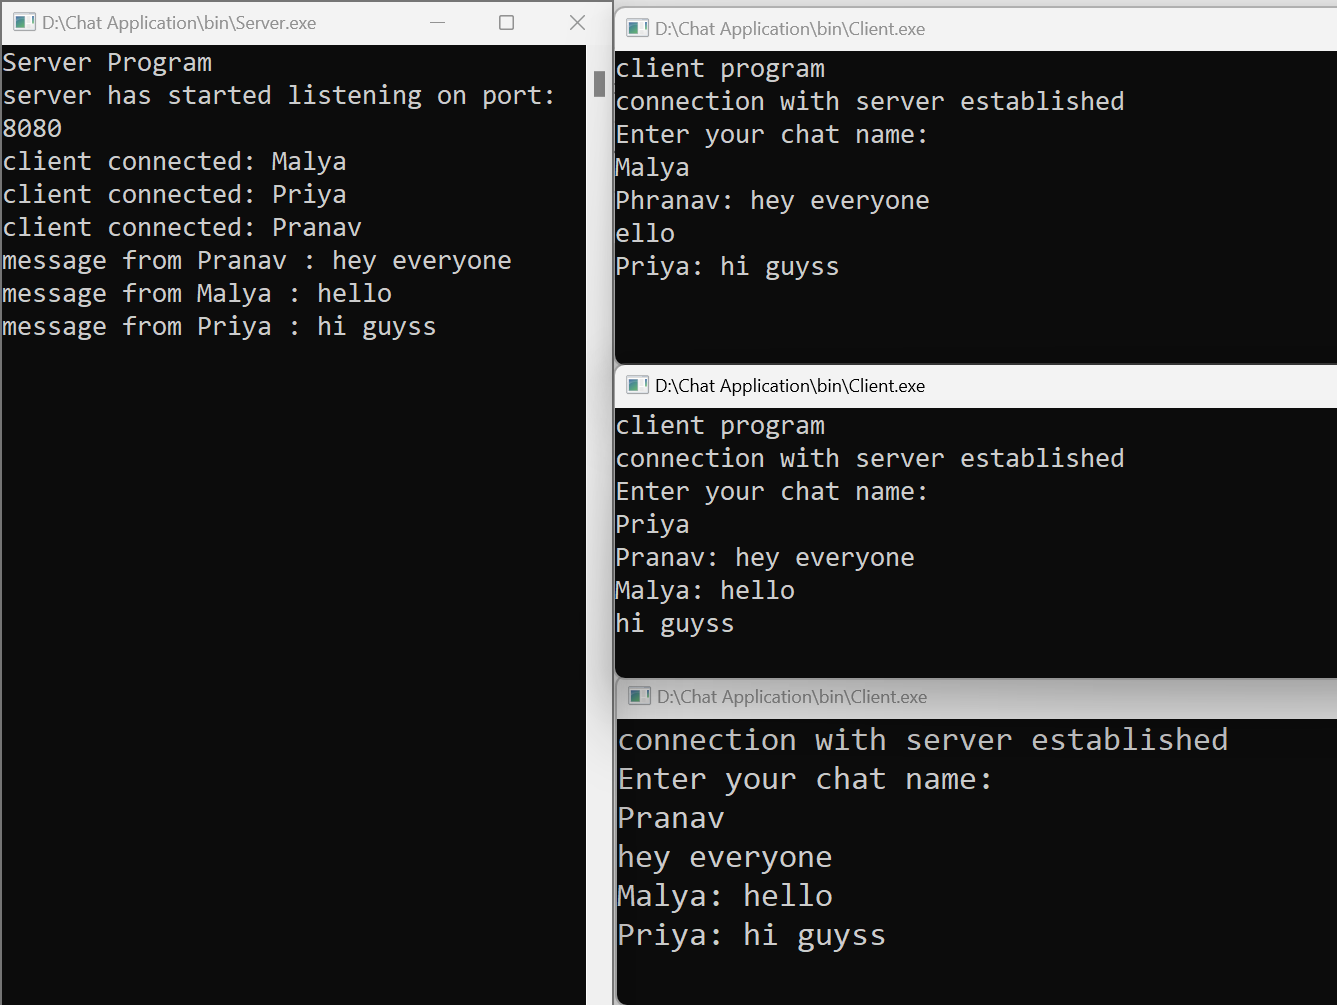 D:\Chat Application\bin\Server.exe
Server Program
server has started listening on port:
8080
client connected: Malya
client connected: Priya
client connected: Pranav
message from Pranav : hey everyone
message from Malya : hello
message from Priya : hi guyss
D:\Chat Application\bin\Client.exe
client program
connection with server established
Enter your chat name:
Malya
Phranav: hey everyone
ello
Priya: hi guyss
D:\Chat Application\bin\Client.exe
client program
connection with server established
Enter your chat name:
Priya
Pranav: hey everyone
Malya: hello
hi guyss
D:\Chat Application\bin\Client.exe
connection with server established
Enter your chat name:
Pranav
hey everyone
Malya: hello
Priya: hi guyss